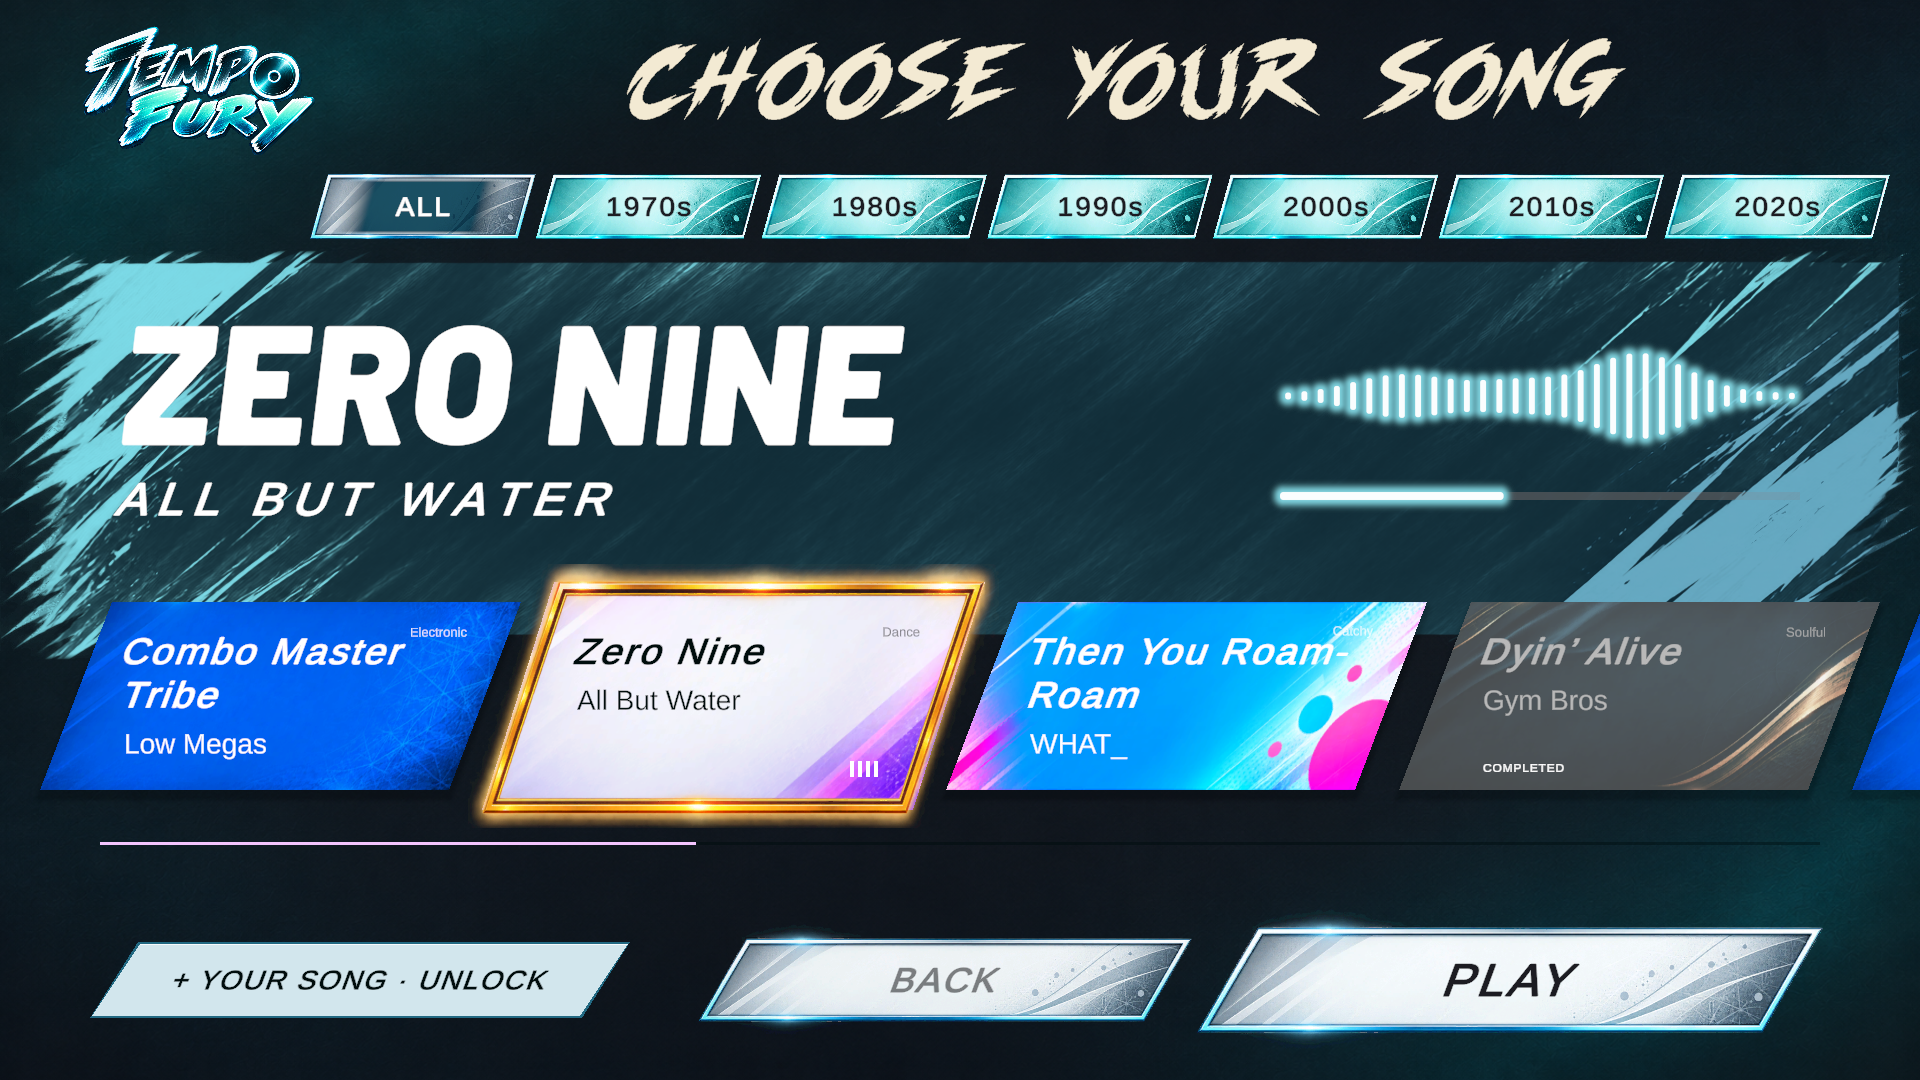 TEMPO
FURY
CHOOSE YOUR SONG
ALL
1970s
1980s
1990s
2000s
2010s
2020s
ZERO NINE
ALL BUT WATER
Electronic
Combo Master
Tribe
Low Megas
Dance
Zero Nine
All But Water
Catchy
Then You Roam-
Roam
WHAT_
Soulful
Dyin’ Alive
Gym Bros
COMPLETED
+ YOUR SONG · UNLOCK
BACK
PLAY